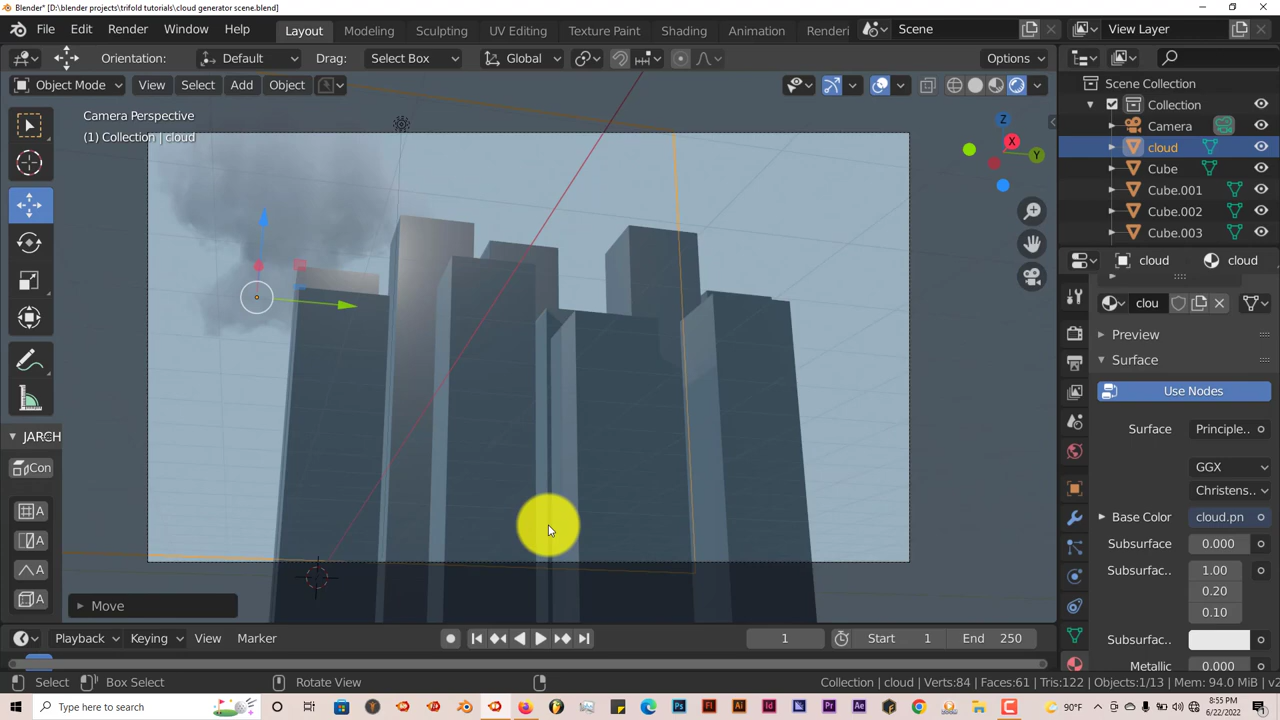 Blender* [D:\blender projects\trifold tutorials\cloud generator scene.blend]
File Edit Render Window Help Layout Modeling Sculpting UV Editing Texture Paint Shading Animation Renderi Scene View Layer
Orientation: Default Drag: Select Box Global Options
Object Mode View Select Add Object
Camera Perspective
(1) Collection | cloud
Scene Collection
Collection
Camera
cloud
Cube
Cube.001
Cube.002
Cube.003
Z
X
Y
cloud cloud
clou
Preview
Surface
Use Nodes
Surface Principle..
GGX
Christens..
Base Color cloud.pn
Subsurface 0.000
Subsurfac.. 1.00
0.20
0.10
Subsurfac..
Metallic 0.000
JARCH
Con
A
A
A
A
Move
Playback Keying View Marker 1 Start 1 End 250
Select Box Select Rotate View Collection | cloud Verts:84 | Faces:61 | Tris:122 | Objects:1/13 | Mem: 94.0 MiB | v2
Type here to search 90°F 8:55 PM
6/22/2022